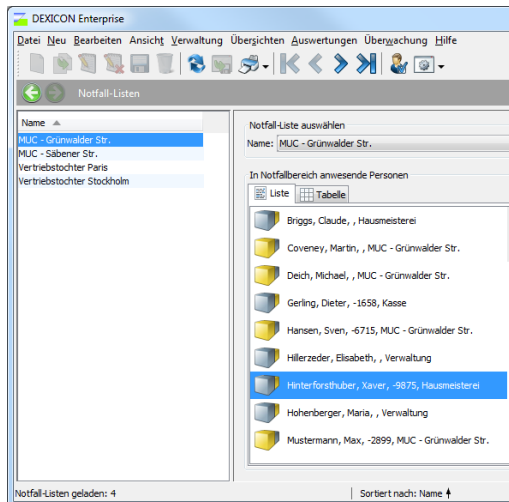 DEXICON Enterprise
Datei Neu Bearbeiten Ansicht Verwaltung Übersichten Auswertungen Überwachung Hilfe
Notfall-Listen
Name
MUC - Grünwalder Str.
MUC - Säbener Str.
Vertriebstochter Paris
Vertriebstochter Stockholm
Notfall-Liste auswählen
Name: MUC - Grünwalder Str.
In Notfallbereich anwesende Personen
Liste Tabelle
Briggs, Claude, , Hausmeisterei
Coveney, Martin, , MUC - Grünwalder Str.
Deich, Michael, , MUC - Grünwalder Str.
Gerling, Dieter, -1658, Kasse
Hansen, Sven, -6715, MUC - Grünwalder Str.
Hillerzeder, Elisabeth, , Verwaltung
Hinterforsthuber, Xaver, -9875, Hausmeisterei
Hohenberger, Maria, , Verwaltung
Mustermann, Max, -2899, MUC - Grünwalder Str.
Notfall-Listen geladen: 4
Sortiert nach: Name